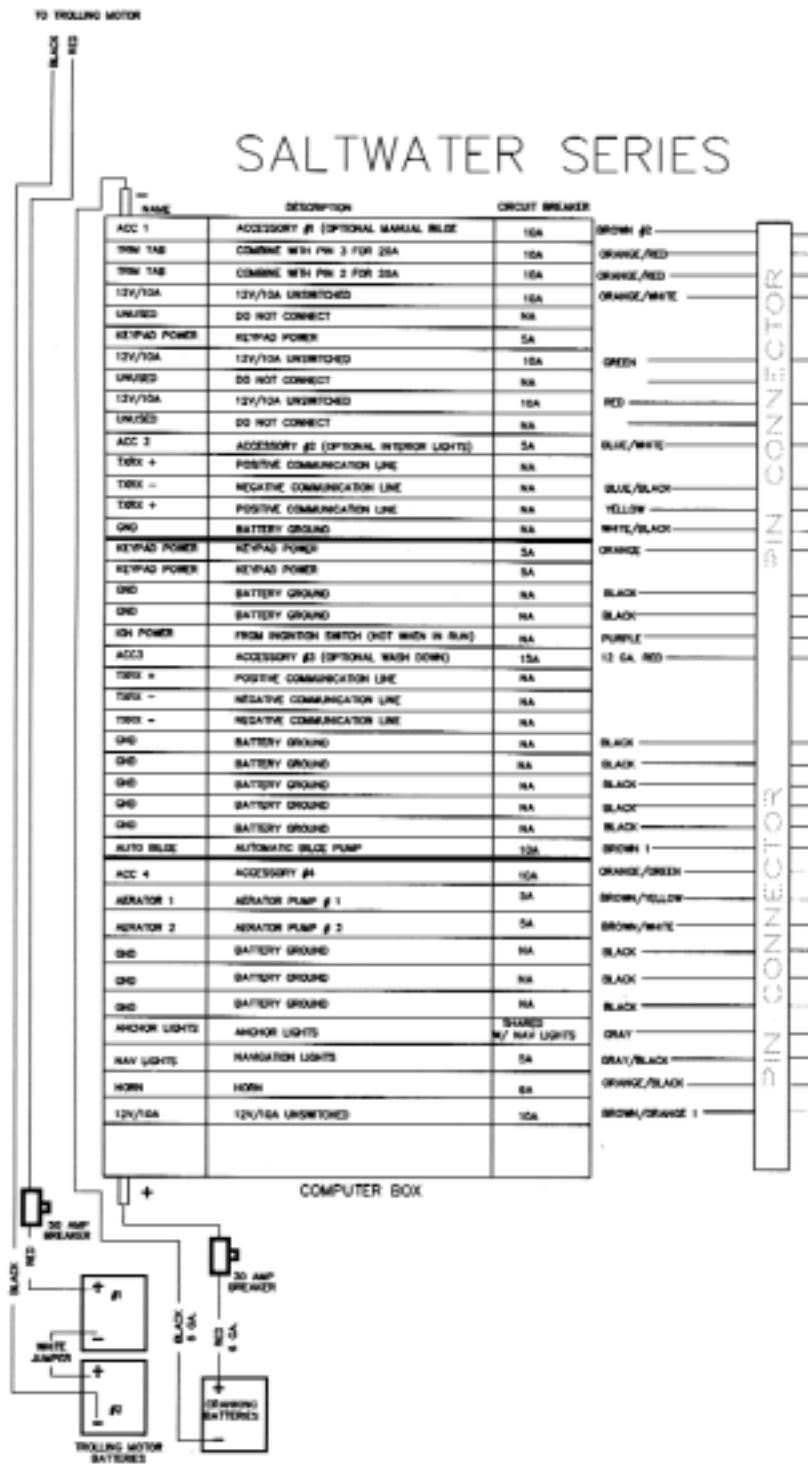 TO TROLLING MOTOR
BLACK
RED
SALTWATER SERIES
NAME DESCRIPTION CIRCUIT BREAKER
ACC 1 ACCESSORY #1 (OPTIONAL MANUAL BILGE 10A BROWN #2
TRIM TAB COMBINE WITH PIN 3 FOR 20A 10A ORANGE/RED
TRIM TAB COMBINE WITH PIN 2 FOR 20A 10A ORANGE/RED
12V/10A 12V/10A UNSWITCHED 10A ORANGE/WHITE
UNUSED DO NOT CONNECT NA
KEYPAD POWER KEYPAD POWER 5A
12V/10A 12V/10A UNSWITCHED 10A GREEN
UNUSED DO NOT CONNECT NA
12V/10A 12V/10A UNSWITCHED 10A RED
UNUSED DO NOT CONNECT NA
ACC 2 ACCESSORY #2 (OPTIONAL INTERIOR LIGHTS) 5A BLUE/WHITE
TXRX + POSITIVE COMMUNICATION LINE NA
TXRX - NEGATIVE COMMUNICATION LINE NA BLUE/BLACK
TXRX + POSITIVE COMMUNICATION LINE NA YELLOW
GND BATTERY GROUND NA WHITE/BLACK
KEYPAD POWER KEYPAD POWER 5A ORANGE
KEYPAD POWER KEYPAD POWER 5A
GND BATTERY GROUND NA BLACK
GND BATTERY GROUND NA BLACK
IGN POWER FROM INGNTION SWITCH (HOT WHEN IN RUN) NA PURPLE
ACC3 ACCESSORY #3 (OPTIONAL WASH DOWN) 15A 12 GA. RED
TXRX + POSITIVE COMMUNICATION LINE NA
TXRX - NEGATIVE COMMUNICATION LINE NA
TXRX - NEGATIVE COMMUNICATION LINE NA
GND BATTERY GROUND NA BLACK
GND BATTERY GROUND NA BLACK
GND BATTERY GROUND NA BLACK
GND BATTERY GROUND NA BLACK
GND BATTERY GROUND NA BLACK
AUTO BILGE AUTOMATIC BILGE PUMP 10A BROWN 1
ACC 4 ACCESSORY #4 10A ORANGE/GREEN
AERATOR 1 AERATOR PUMP # 1 5A BROWN/YELLOW
AERATOR 2 AERATOR PUMP # 2 5A BROWN/WHITE
GND BATTERY GROUND NA BLACK
GND BATTERY GROUND NA BLACK
GND BATTERY GROUND NA BLACK
ANCHOR LIGHTS ANCHOR LIGHTS SHARED W/ NAV LIGHTS GRAY
NAV LIGHTS NAVIGATION LIGHTS 5A GRAY/BLACK
HORN HORN ORANGE/BLACK
12V/10A 12V/10A UNSWITCHED 10A BROWN/ORANGE 1
PIN CONNECTOR
PIN CONNECTOR
- 
+ COMPUTER BOX
AMP BREAKER
RED
BLACK
+ #1
-
WHITE JUMPER
+ #2
-
TROLLING MOTOR BATTERIES
BLACK GA.
AMP BREAKER
RED 6 GA.
+
CRANKING BATTERIES
-